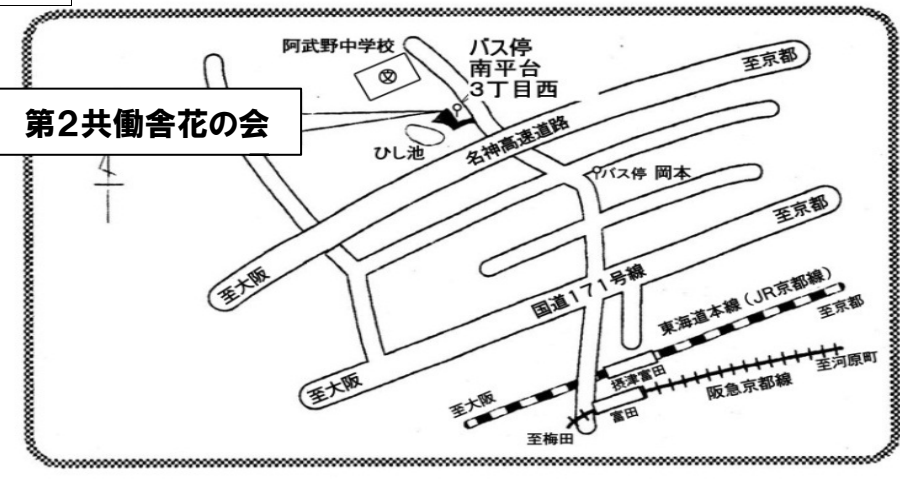 阿武野中学校
バス停
南平台
3丁目西
至京都
第2共働舎花の会
ひし池
名神高速道路
バス停 岡本
至京都
至大阪
国道171号線
東海道本線(JR京都線)
至京都
摂津富田
至大阪
至大阪
阪急京都線
至河原町
富田
至梅田